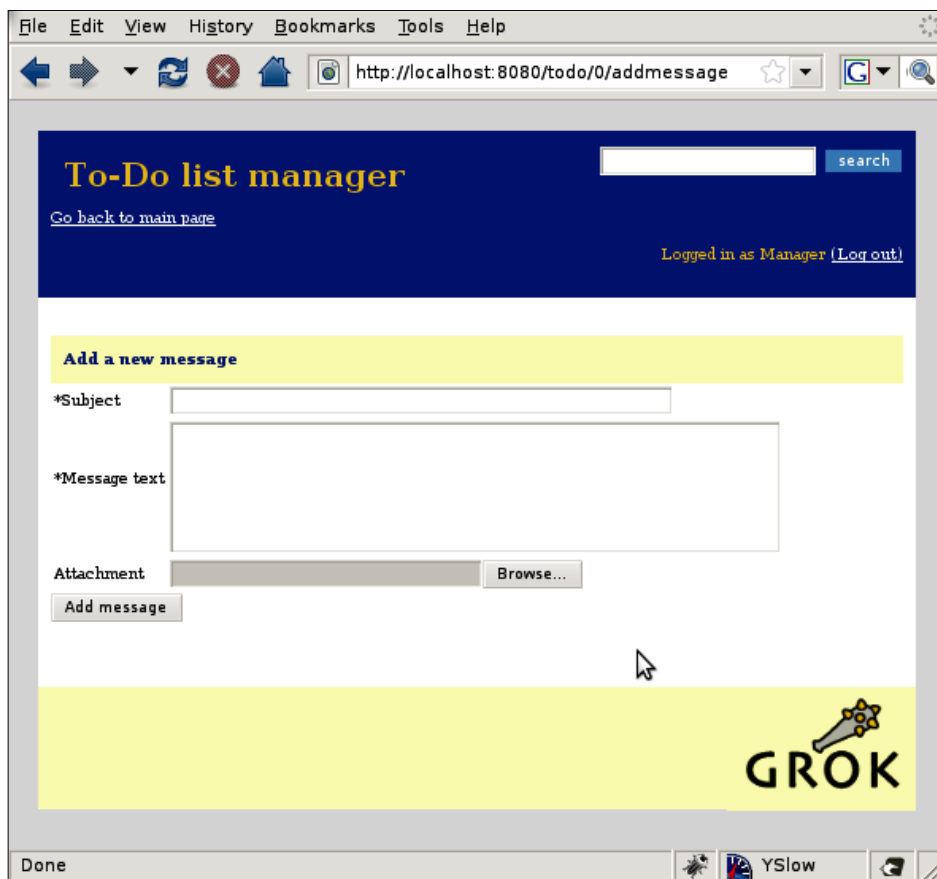 File Edit View History Bookmarks Tools Help
http://localhost:8080/todo/0/addmessage
G
To-Do list manager
search
Go back to main page
Logged in as Manager (Log out)
Add a new message
*Subject
*Message text
Attachment
Browse...
Add message
GROK
Done
YSlow